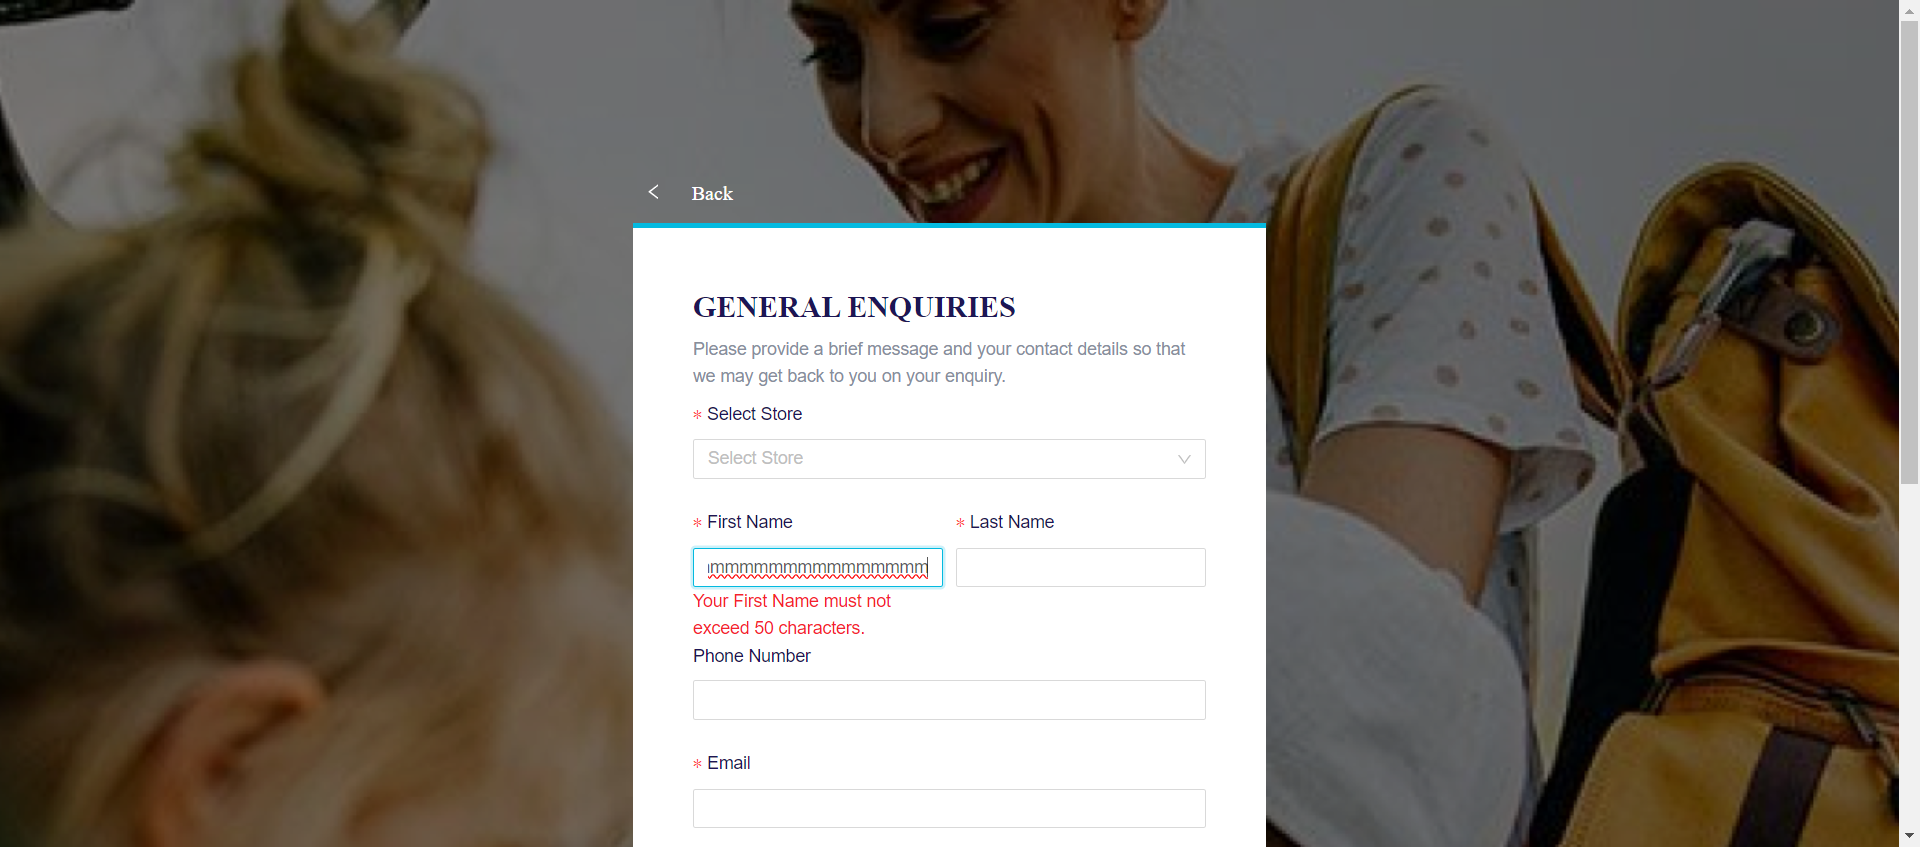 Back
GENERAL ENQUIRIES
Please provide a brief message and your contact details so that
we may get back to you on your enquiry.
* Select Store
Select Store
* First Name * Last Name
mmmmmmmmmmmmmmm
Your First Name must not
exceed 50 characters.
Phone Number
* Email